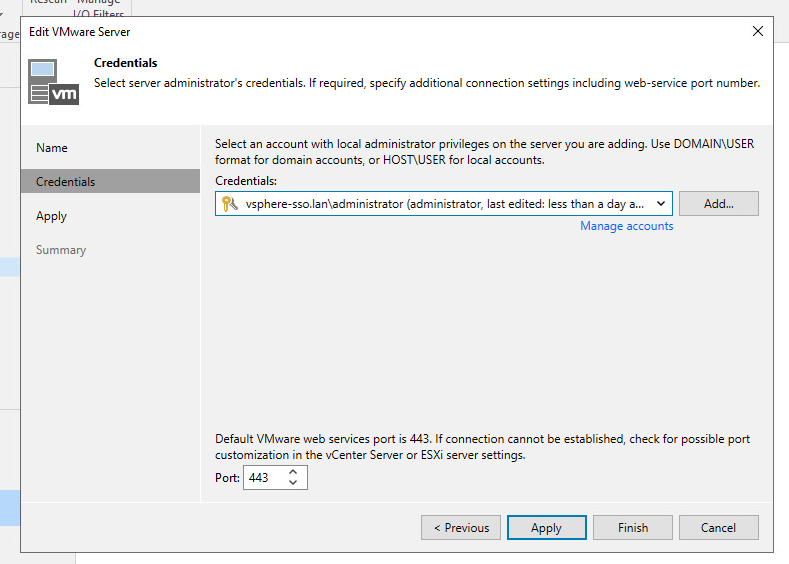 Rescan Manage
I/O Filters
rage
Edit VMware Server
Credentials
Select server administrator's credentials. If required, specify additional connection settings including web-service port number.
vm
Name
Credentials
Apply
Summary
Select an account with local administrator privileges on the server you are adding. Use DOMAIN\USER
format for domain accounts, or HOST\USER for local accounts.
Credentials:
vsphere-sso.lan\administrator (administrator, last edited: less than a day a...
Add...
Manage accounts
Default VMware web services port is 443. If connection cannot be established, check for possible port
customization in the vCenter Server or ESXi server settings.
Port: 443
< Previous
Apply
Finish
Cancel